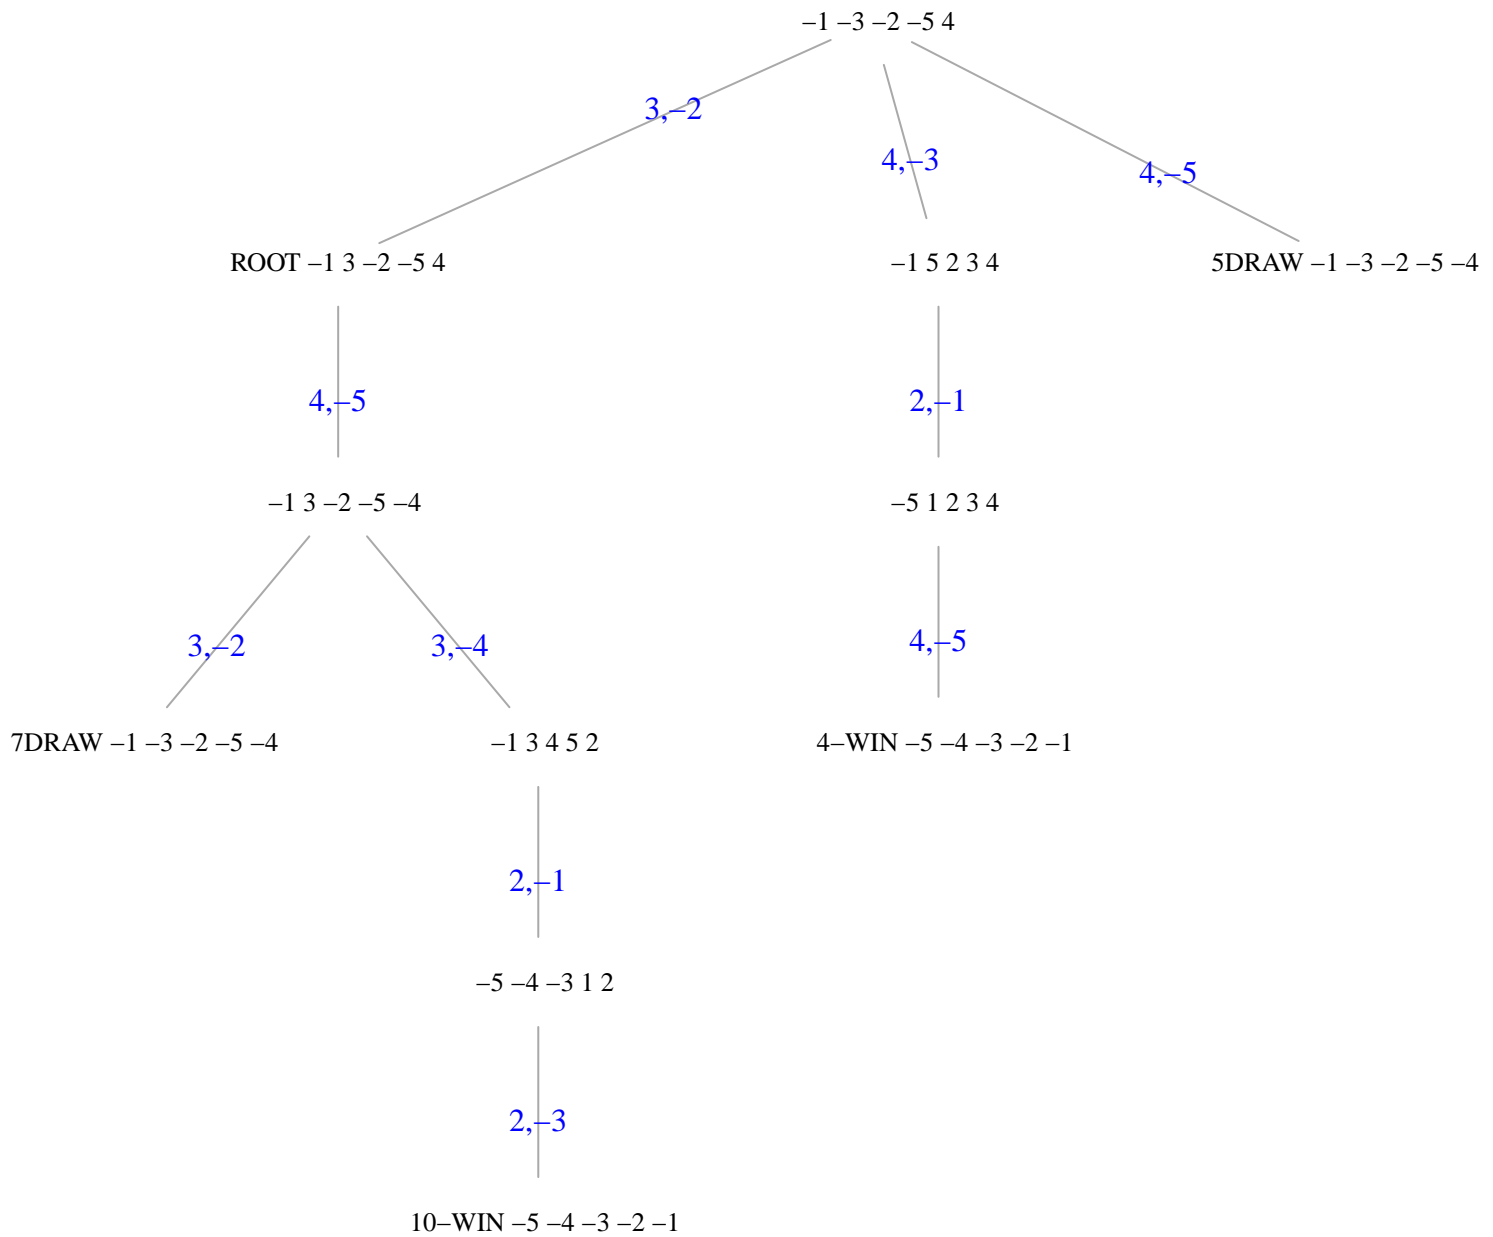 –1 –3 –2 –5 4
3,–2
4,–3
4,–5
ROOT –1 3 –2 –5 4
–1 5 2 3 4
5DRAW –1 –3 –2 –5 –4
4,–5
2,–1
–1 3 –2 –5 –4
–5 1 2 3 4
3,–2
3,–4
4,–5
7DRAW –1 –3 –2 –5 –4
–1 3 4 5 2
4–WIN –5 –4 –3 –2 –1
2,–1
–5 –4 –3 1 2
2,–3
10–WIN –5 –4 –3 –2 –1